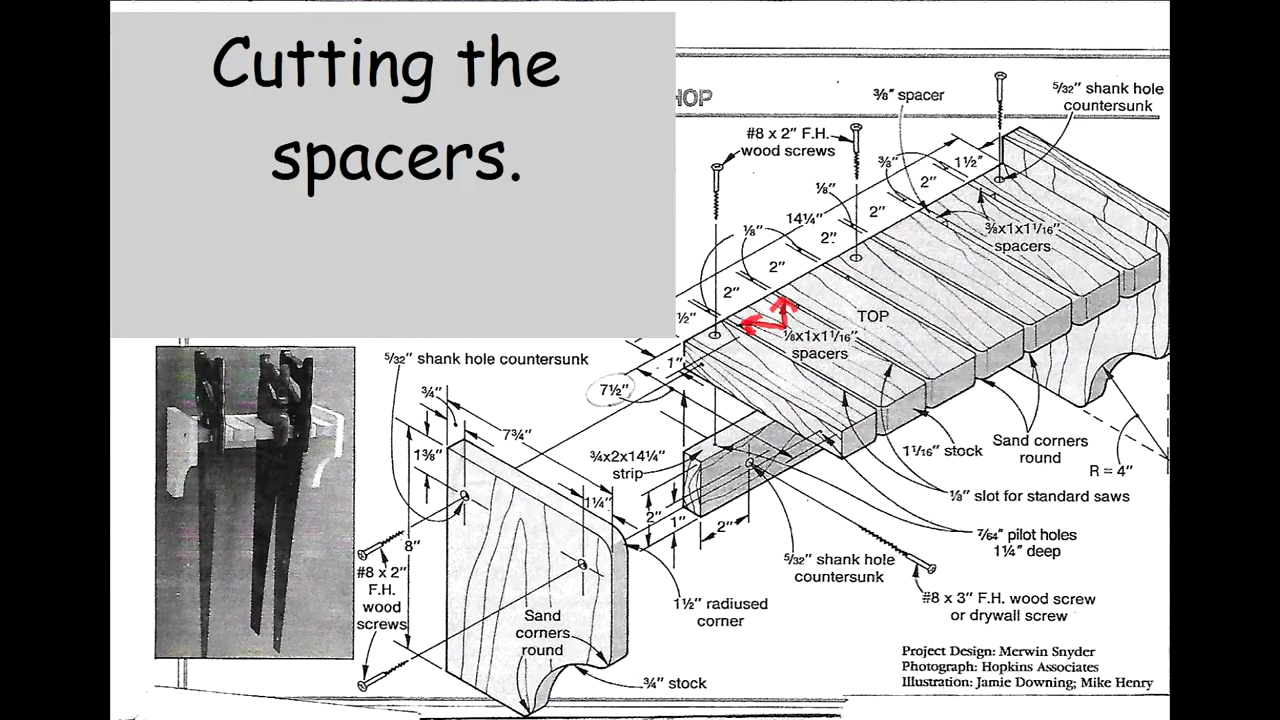 Cutting the
spacers.
HOP
3/8" spacer
5/32" shank hole
countersunk
#8 x 2" F.H.
wood screws
3/8"
1 1/2"
2"
1/8"
2"
14 1/4"
3/8x1x1 1/16"
spacers
1/8"
2"
2"
2"
1/2"
TOP
1/8x1x1 1/16"
spacers
5/32" shank hole countersunk
1"
7 1/2"
3/4"
7 3/4"
1 3/8"
3/4x2x14 1/4"
strip
1 1/16" stock
Sand corners
round
R = 4"
1 1/4"
1/8" slot for standard saws
2"
1"
2"
7/64" pilot holes
1 1/4" deep
8"
5/32" shank hole
countersunk
#8 x 2"
F.H.
wood
screws
1 1/2" radiused
corner
#8 x 3" F.H. wood screw
or drywall screw
Sand
corners
round
3/4" stock
Project Design: Merwin Snyder
Photograph: Hopkins Associates
Illustration: Jamie Downing; Mike Henry